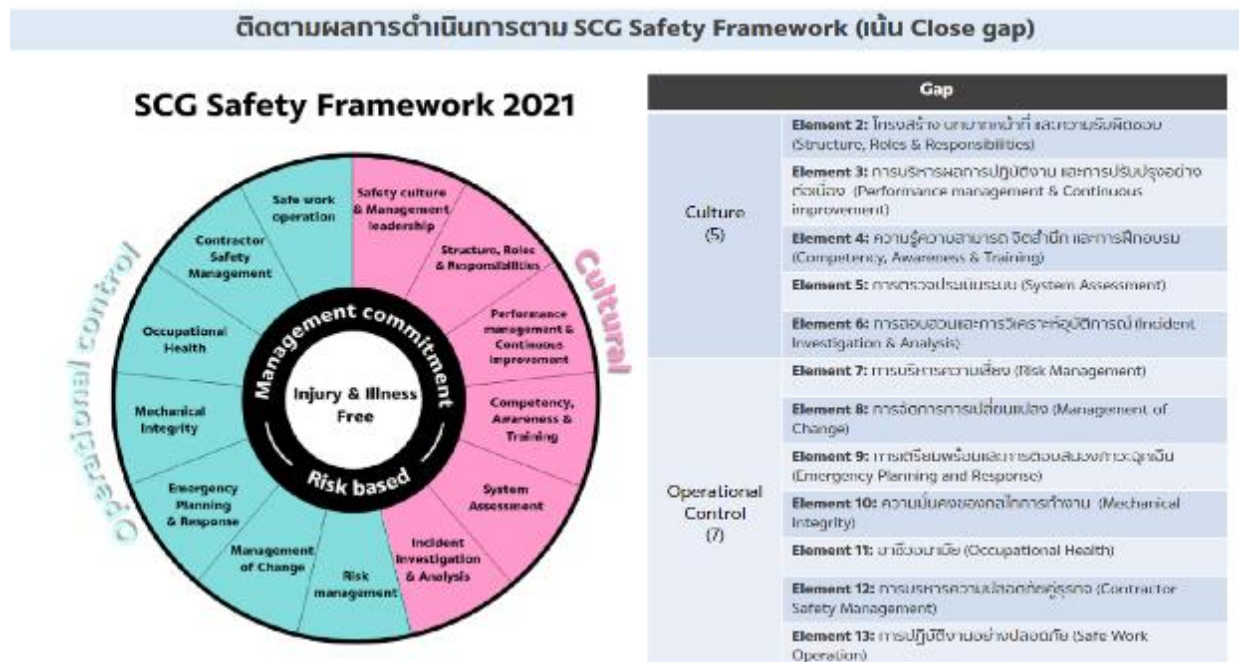 ติดตามผลการดำเนินการตาม SCG Safety Framework (เน้น Close gap)
SCG Safety Framework 2021
Safe work
operation
Safety culture
& Management
leadership
Contractor
Safety
Management
Structure, Roles
& Responsibilities
Occupational
Health
Performance
management &
Continuous
Improvement
Mechanical
Integrity
Competency,
Awareness &
Training
Emergency
Planning
& Response
System
Assessment
Management
of Change
Risk
management
Incident
Investigation
& Analysis
Management commitment
Injury & Illness
Free
Risk based
Operational control
Cultural
Gap
Culture
(5)
Element 2: โครงสร้าง บทบาทหน้าที่ และความรับผิดชอบ
(Structure, Roles & Responsibilities)
Element 3: การบริหารผลการปฏิบัติงาน และการปรับปรุงอย่าง
ต่อเนื่อง (Performance management & Continuous
improvement)
Element 4: ความรู้ความสามารถ จิตสำนึก และการฝึกอบรม
(Competency, Awareness & Training)
Element 5: การตรวจประเมินระบบ (System Assessment)
Element 6: การสอบสวนและการวิเคราะห์อุบัติการณ์ (Incident
Investigation & Analysis)
Operational
Control
(7)
Element 7: การบริหารความเสี่ยง (Risk Management)
Element 8: การจัดการการเปลี่ยนแปลง (Management of
Change)
Element 9: การเตรียมพร้อมและการตอบสนองภาวะฉุกเฉิน
(Emergency Planning and Response)
Element 10: ความมั่นคงของกลไกการทำงาน (Mechanical
Integrity)
Element 11: อาชีวอนามัย (Occupational Health)
Element 12: การบริหารความปลอดภัยคู่ธุรกิจ (Contractor
Safety Management)
Element 13: การปฏิบัติงานอย่างปลอดภัย (Safe Work
Operation)